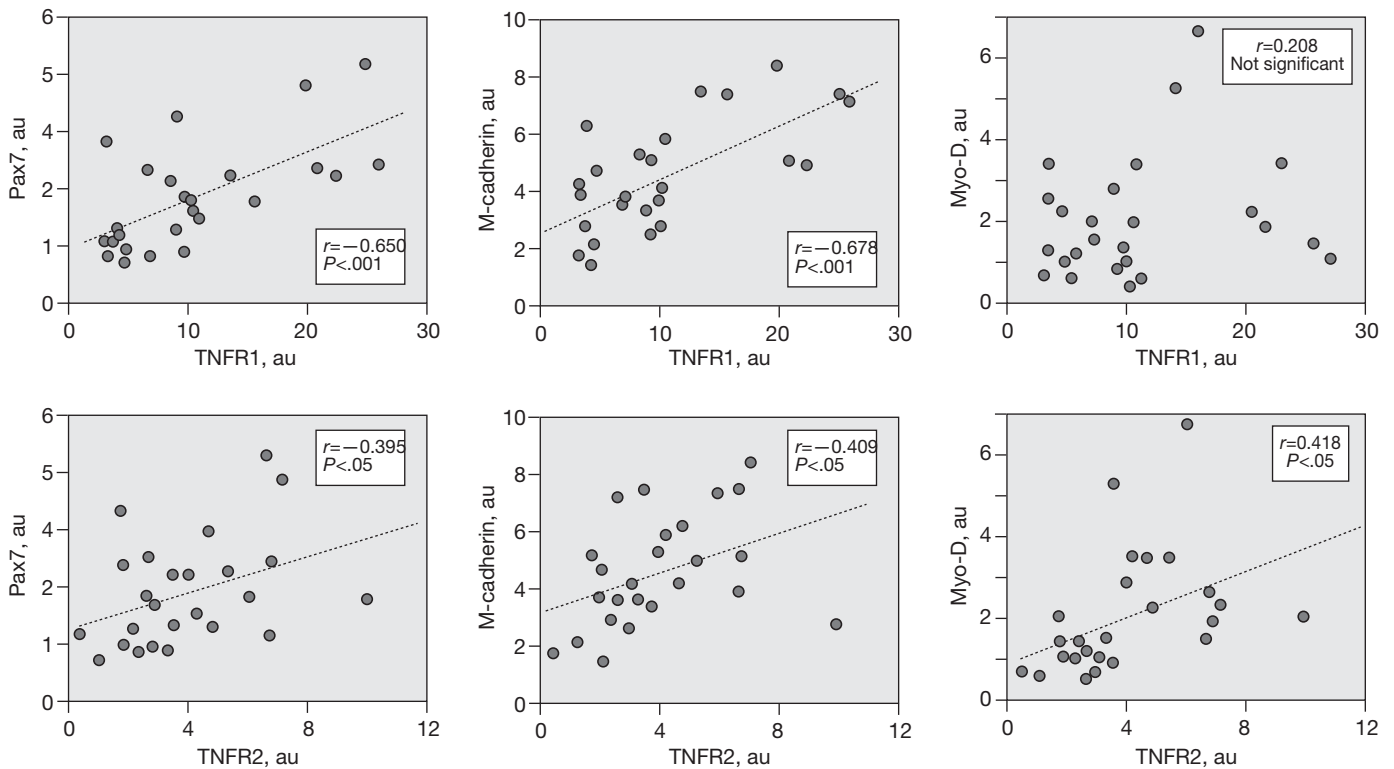 6
5
4
2
1
0
Pax7, au
r=−0.650
P<.001
0 10 20 30
TNFR1, au
10
8
6
4
2
0
M-cadherin, au
r=−0.678
P<.001
0 10 20 30
TNFR1, au
6
4
2
0
Myo-D, au
r=0.208
Not significant
0 10 20 30
TNFR1, au
6
5
4
2
1
0
Pax7, au
r=−0.395
P<.05
0 4 8 12
TNFR2, au
10
8
6
4
2
0
M-cadherin, au
r=−0.409
P<.05
0 4 8 12
TNFR2, au
6
4
2
0
Myo-D, au
r=0.418
P<.05
0 4 8 12
TNFR2, au